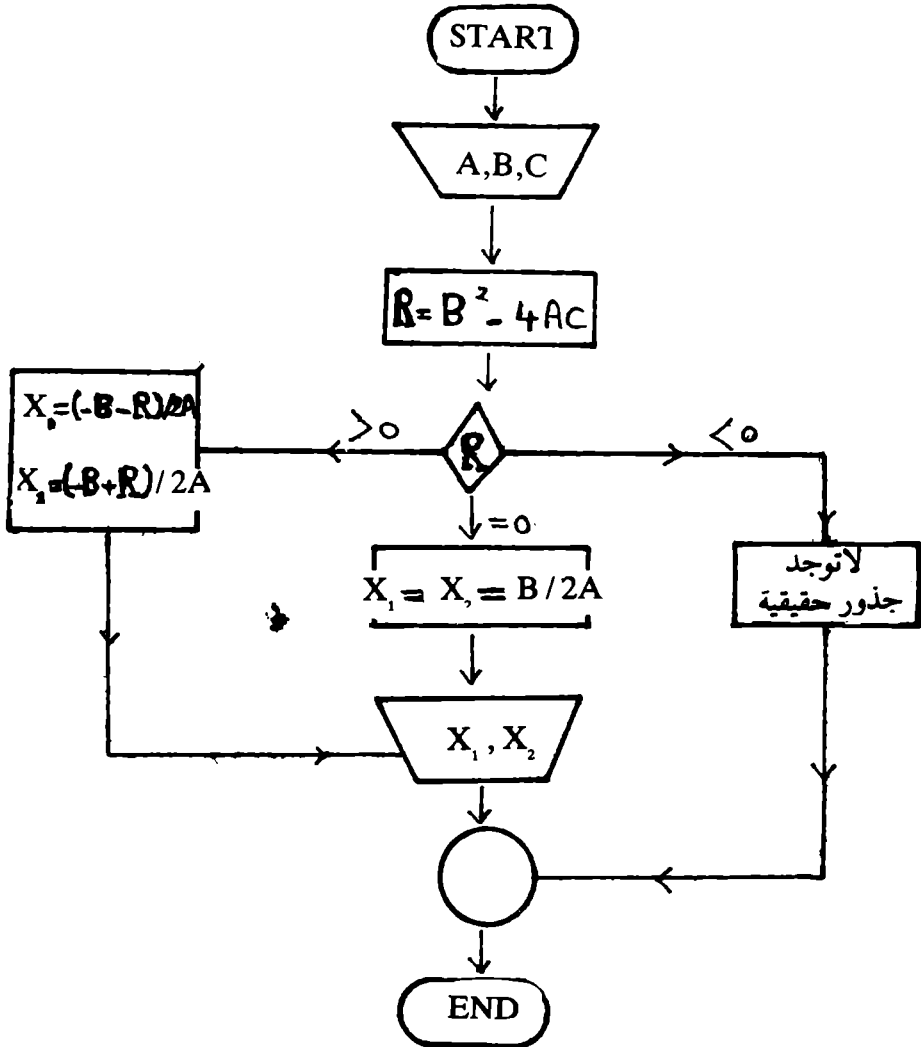 START
A,B,C
R= B² - 4AC
>0
R
<0
X₁=(-B-R)/2A
X₂=(-B+R)/2A
=0
X₁ = X₂ = B/2A
لاتوجد
جذور حقيقية
X₁, X₂
END